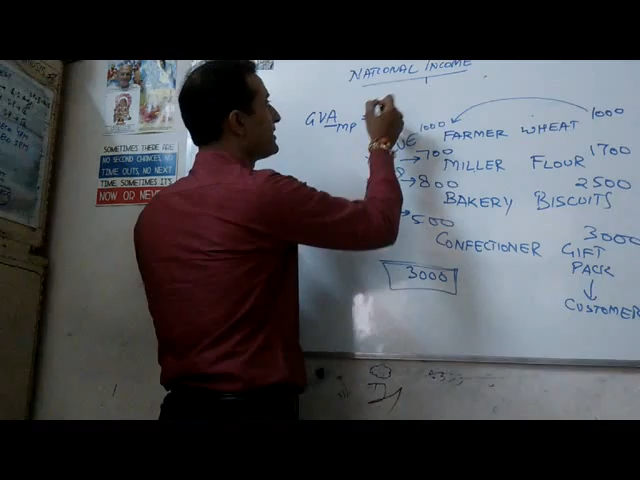 NATIONAL INCOME
GVA MP
1000 FARMER WHEAT 1000
→ 700 MILLER FLOUR 1700
→ 800 BAKERY BISCUITS 2500
→ 500 CONFECTIONER GIFT PACK 3000
3000
CUSTOMER
SOMETIMES THERE ARE
NO SECOND CHANCES, NO
TIME OUTS, NO NEXT
TIME SOMETIMES IT'S
NOW OR NEVER